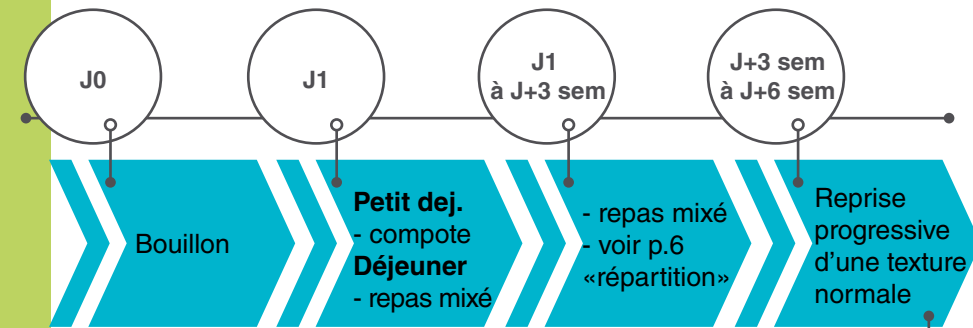 J0
J1
J1
à J+3 sem
J+3 sem
à J+6 sem
Bouillon
Petit dej.
- compote
Déjeuner
- repas mixé
- repas mixé
- voir p.6
«répartition»
Reprise
progressive
d’une texture
normale